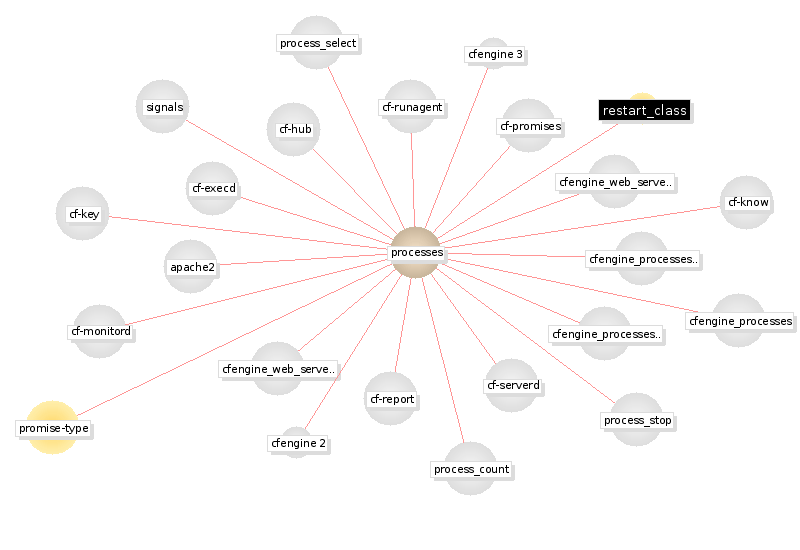 process_select
cfengine 3
signals
cf-runagent
restart_class
cf-hub
cf-promises
cf-execd
cfengine_web_serve..
cf-key
cf-know
processes
apache2
cfengine_processes..
cf-monitord
cfengine_processes
cfengine_processes..
cfengine_web_serve..
cf-serverd
cf-report
promise-type
process_stop
cfengine 2
process_count